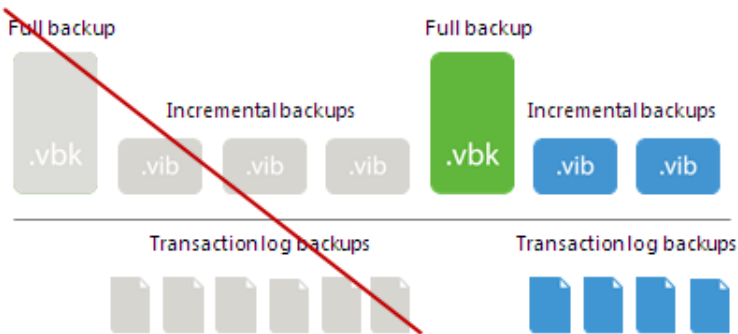 Full backup
Full backup
Incremental backups
Incremental backups
.vbk
.vib
.vib
.vib
.vbk
.vib
.vib
Transaction log backups
Transaction log backups